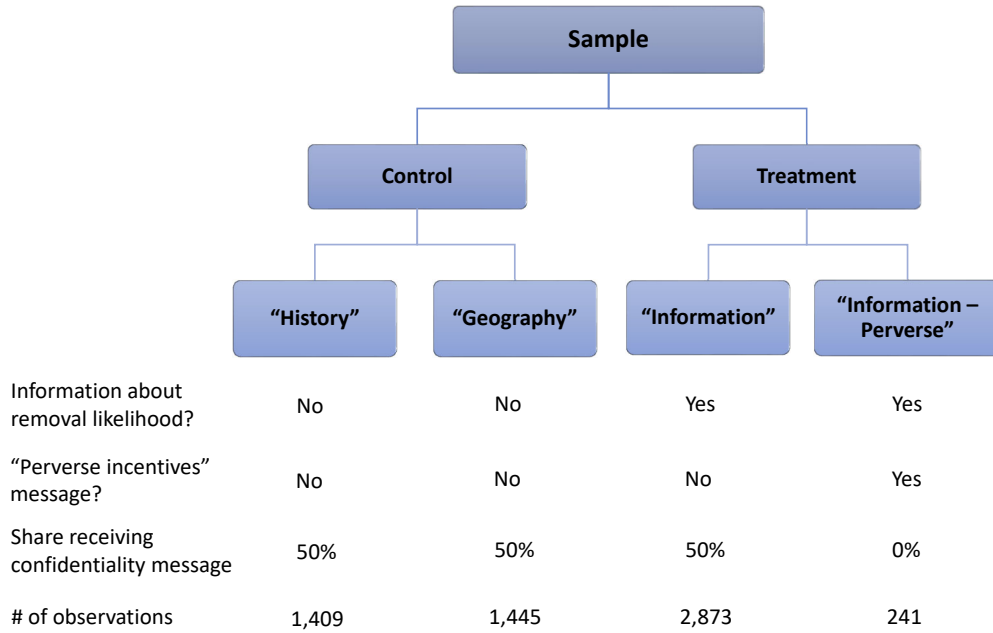 Sample
Control
Treatment
“History”
“Geography”
“Information”
“Information –
Perverse”
Information about
removal likelihood?
No
No
Yes
Yes
“Perverse incentives”
message?
No
No
No
Yes
Share receiving
confidentiality message
50%
50%
50%
0%
# of observations
1,409
1,445
2,873
241